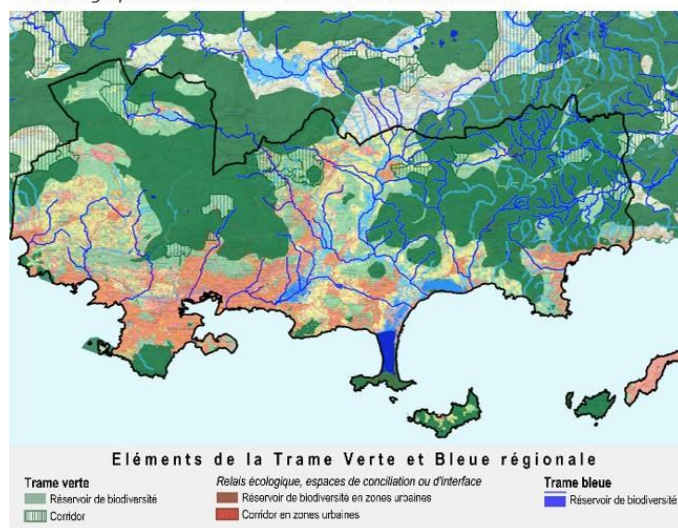 Eléments de la Trame Verte et Bleue régionale
Trame verte
Réservoir de biodiversité
Corridor
Relais écologique, espaces de conciliation ou d'interface
Réservoir de biodiversité en zones urbaines
Corridor en zones urbaines
Trame bleue
Réservoir de biodiversité